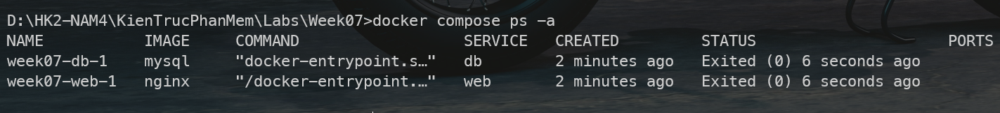 D:\HK2-NAM4\KienTrucPhanMem\Labs\Week07>docker compose ps -a
NAME IMAGE COMMAND SERVICE CREATED STATUS PORTS
week07-db-1 mysql "docker-entrypoint.s…" db 2 minutes ago Exited (0) 6 seconds ago
week07-web-1 nginx "/docker-entrypoint.…" web 2 minutes ago Exited (0) 6 seconds ago